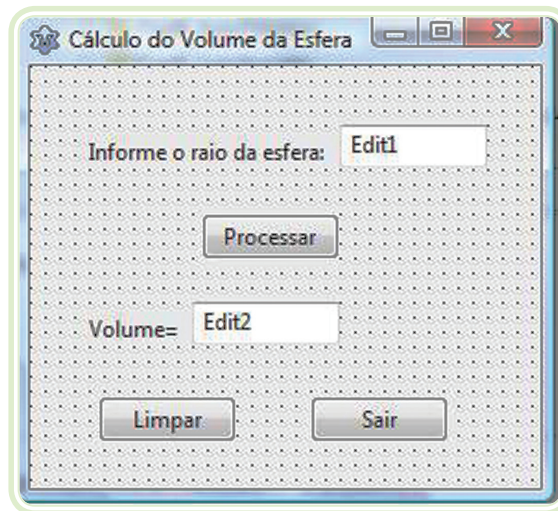 Cálculo do Volume da Esfera
Informe o raio da esfera: Edit1
Processar
Volume= Edit2
Limpar Sair